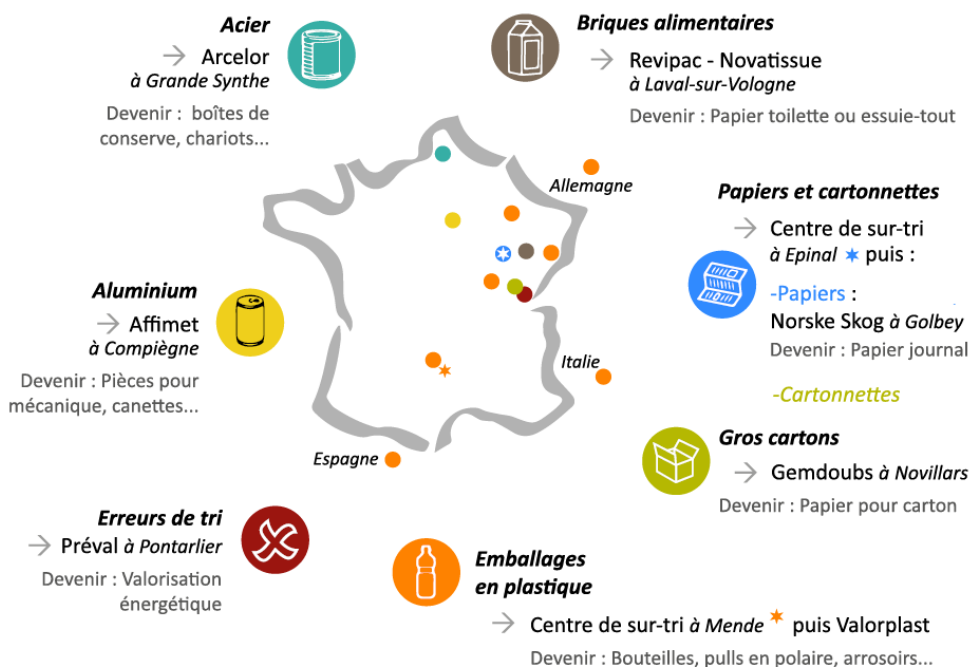 Acier
→ Arcelor
à Grande Synthe
Devenir : boîtes de
conserve, chariots...
Briques alimentaires
→ Revipac - Novatissue
à Laval-sur-Vologne
Devenir : Papier toilette ou essuie-tout
Allemagne
Papiers et cartonnettes
→ Centre de sur-tri
à Epinal ✶ puis :
-Papiers :
Norske Skog à Golbey
Devenir : Papier journal
-Cartonnettes
Aluminium
→ Affimet
à Compiègne
Devenir : Pièces pour
mécanique, canettes...
Italie
Espagne
Gros cartons
→ Gemdoubs à Novillars
Devenir : Papier pour carton
Erreurs de tri
→ Préval à Pontarlier
Devenir : Valorisation
énergétique
Emballages
en plastique
→ Centre de sur-tri à Mende ✶ puis Valorplast
Devenir : Bouteilles, pulls en polaire, arrosoirs...